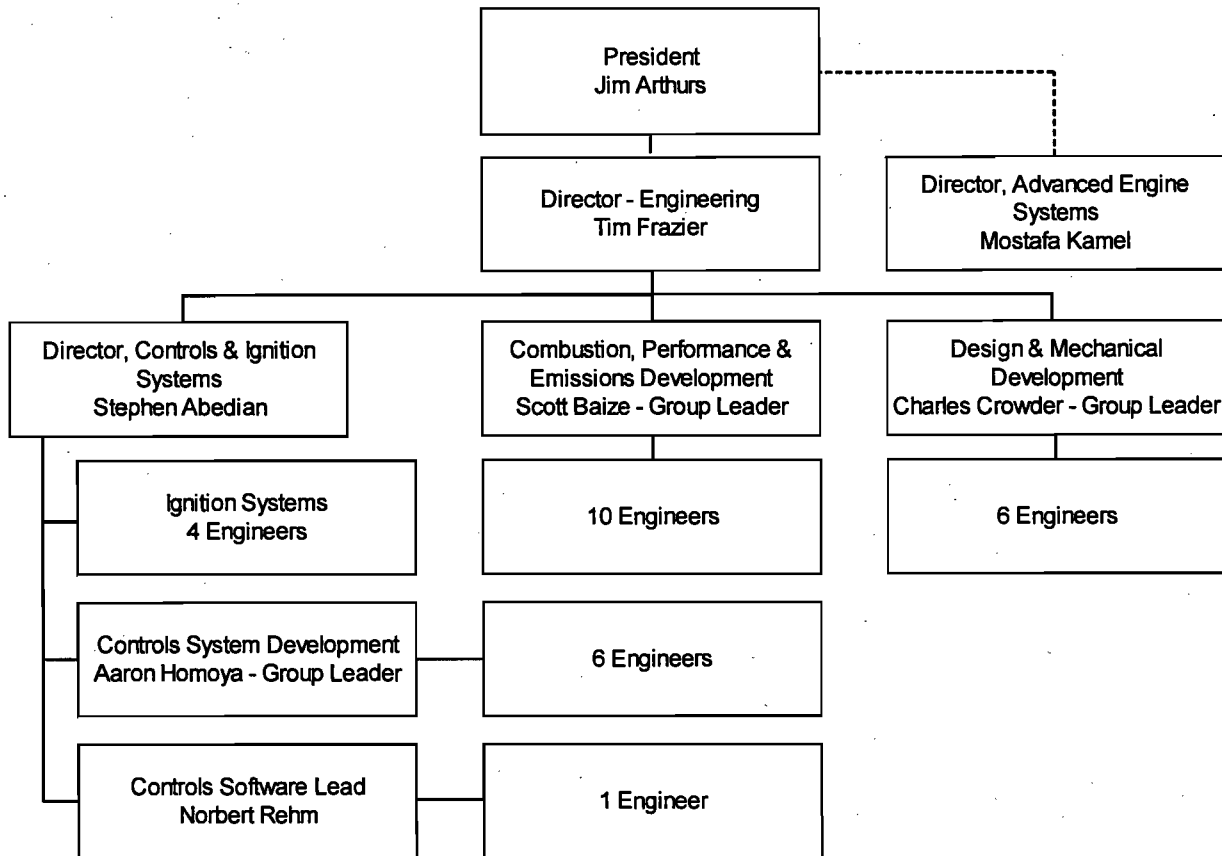 President
Jim Arthurs
Director - Engineering
Tim Frazier
Director, Advanced Engine
Systems
Mostafa Kamel
Director, Controls & Ignition
Systems
Stephen Abedian
Combustion, Performance &
Emissions Development
Scott Baize - Group Leader
Design & Mechanical
Development
Charles Crowder - Group Leader
Ignition Systems
4 Engineers
10 Engineers
6 Engineers
Controls System Development
Aaron Homoya - Group Leader
6 Engineers
Controls Software Lead
Norbert Rehm
1 Engineer